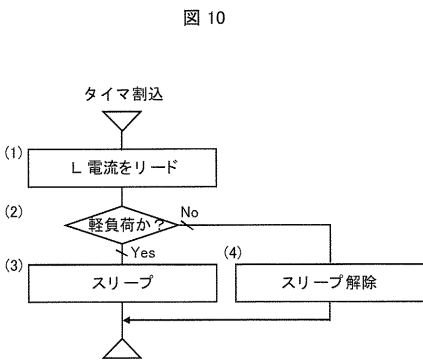 図 10
タイマ割込
(1)
L 電流をリード
(2)
軽負荷か？
No
Yes
(3)
スリープ
(4)
スリープ解除